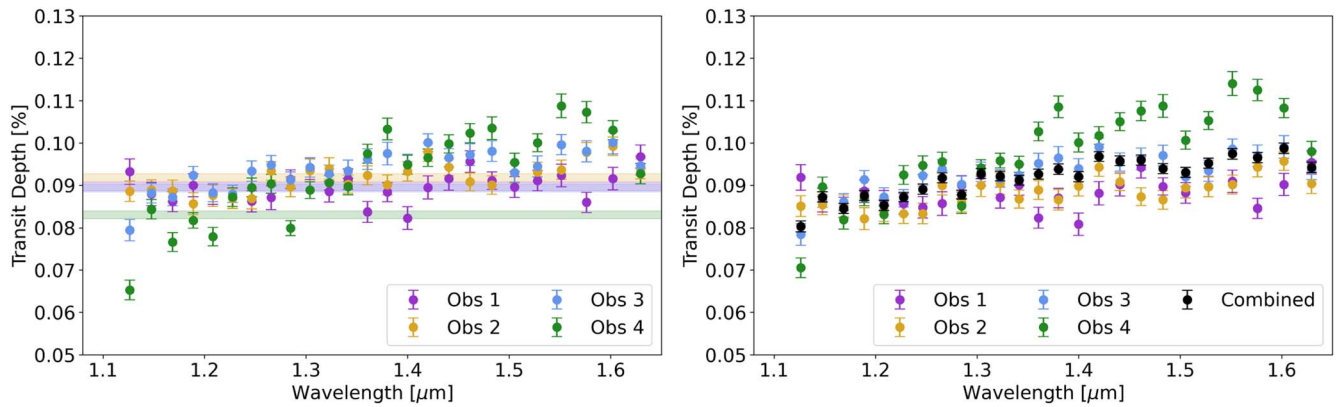 0.13
0.12
0.11
0.10
0.09
0.08
0.07
0.06
0.05
Transit Depth [%]
1.1 1.2 1.3 1.4 1.5 1.6
Wavelength [μm]
Obs 1 Obs 3
Obs 2 Obs 4
0.13
0.12
0.11
0.10
0.09
0.08
0.07
0.06
0.05
Transit Depth [%]
1.1 1.2 1.3 1.4 1.5 1.6
Wavelength [μm]
Obs 1 Obs 3 Combined
Obs 2 Obs 4